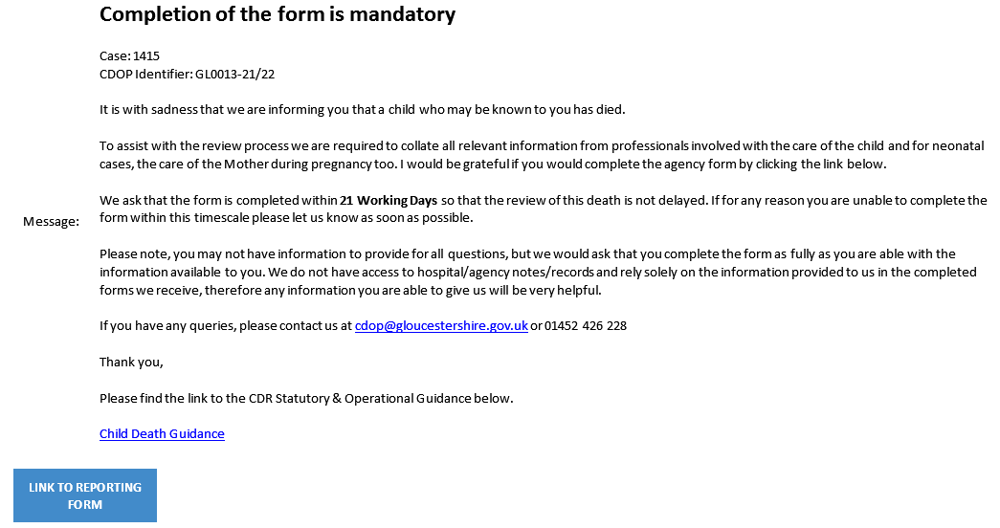 Completion of the form is mandatory
Case: 1415
CDOP Identifier: GL0013-21/22
It is with sadness that we are informing you that a child who may be known to you has died.
To assist with the review process we are required to collate all relevant information from professionals involved with the care of the child and for neonatal
cases, the care of the Mother during pregnancy too. I would be grateful if you would complete the agency form by clicking the link below.
We ask that the form is completed within 21 Working Days so that the review of this death is not delayed. If for any reason you are unable to complete the
form within this timescale please let us know as soon as possible.
Message:
Please note, you may not have information to provide for all questions, but we would ask that you complete the form as fully as you are able with the
information available to you. We do not have access to hospital/agency notes/records and rely solely on the information provided to us in the completed
forms we receive, therefore any information you are able to give us will be very helpful.
If you have any queries, please contact us at cdop@gloucestershire.gov.uk or 01452 426 228
Thank you,
Please find the link to the CDR Statutory & Operational Guidance below.
Child Death Guidance
LINK TO REPORTING
FORM